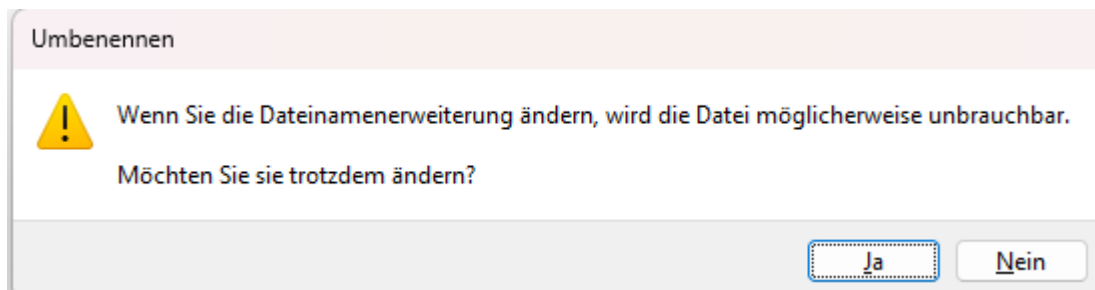 Umbenennen
Wenn Sie die Dateinamenerweiterung ändern, wird die Datei möglicherweise unbrauchbar.
Möchten Sie sie trotzdem ändern?
Ja Nein